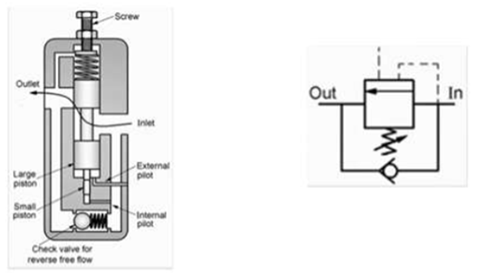 Screw
Outlet
Inlet
Large
piston
External
pilot
Small
piston
Internal
pilot
Check valve for
reverse free flow
Out
In